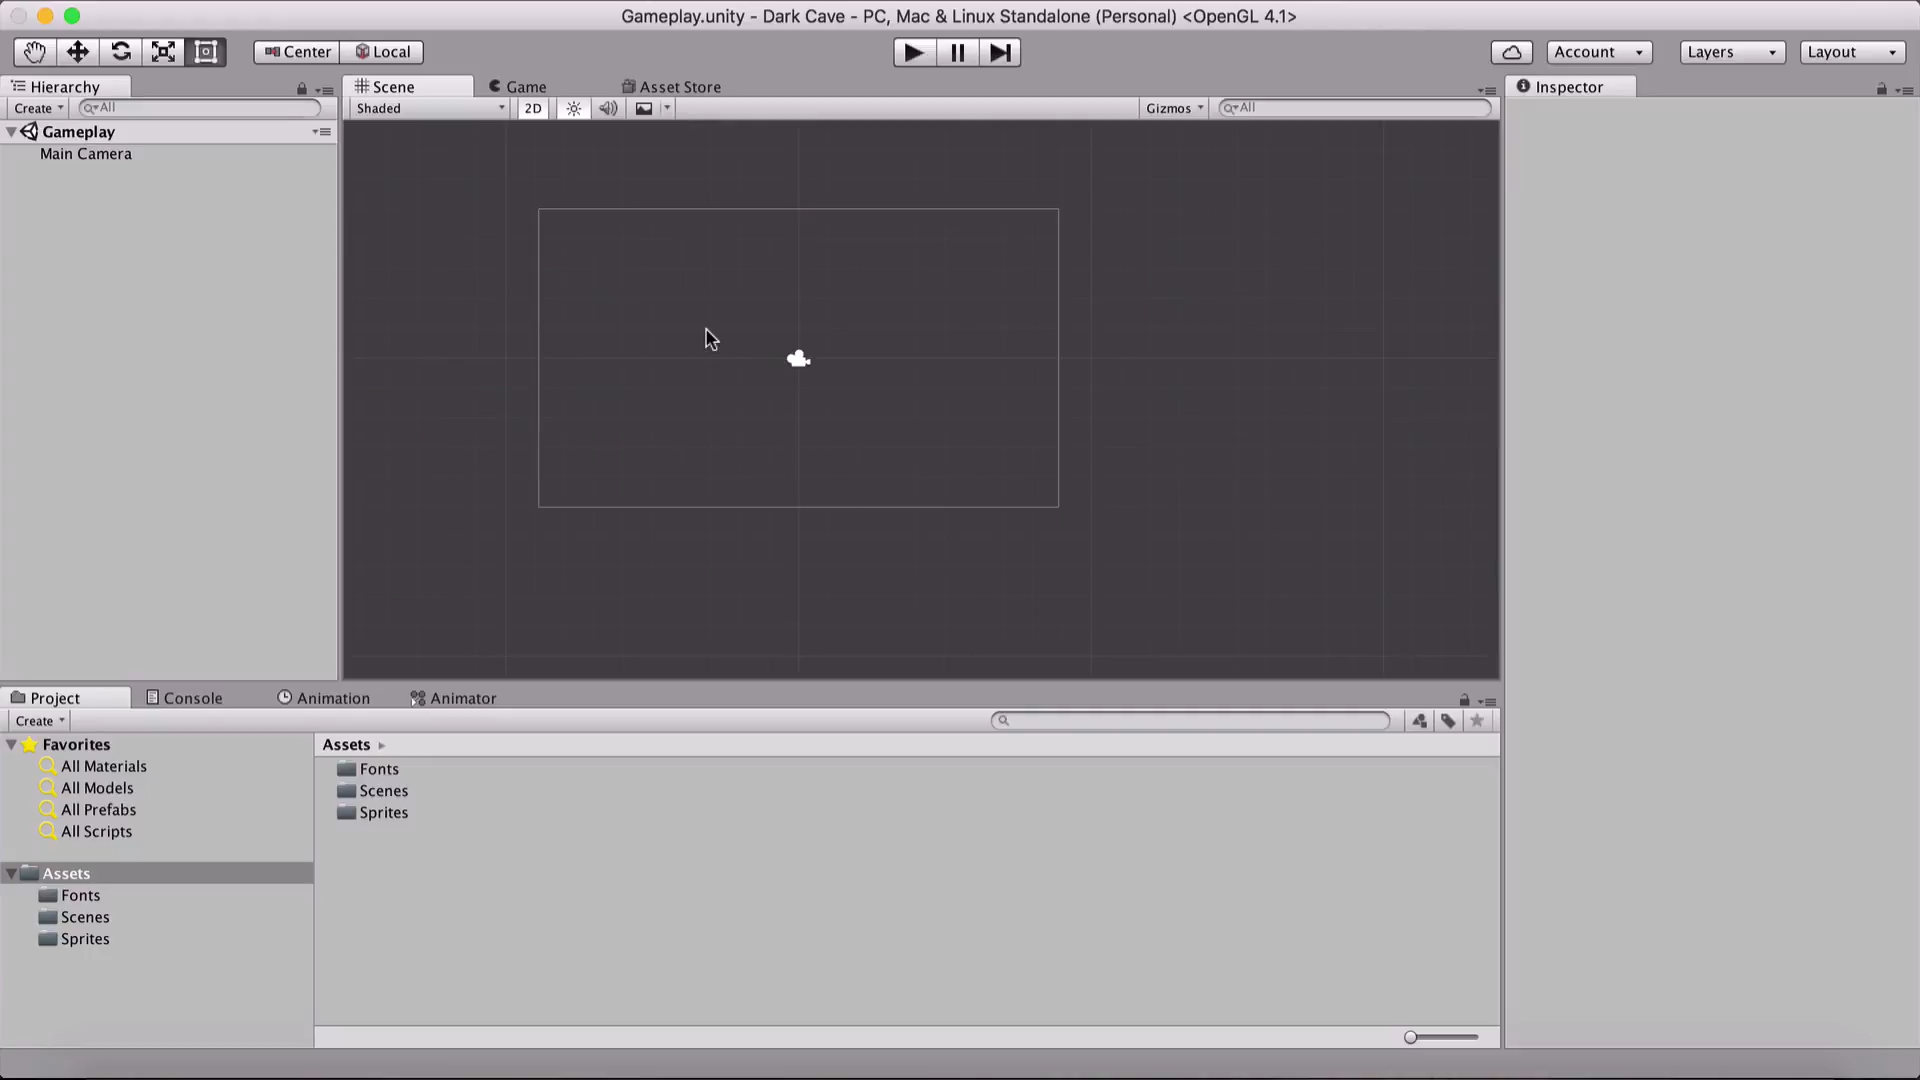 Gameplay.unity - Dark Cave - PC, Mac & Linux Standalone (Personal) <OpenGL 4.1>
Center Local Account Layers Layout
Hierarchy
Create All
Gameplay
Main Camera
Scene Game Asset Store
Shaded 2D Gizmos All
Inspector
Project Console Animation Animator
Create
Favorites
All Materials
All Models
All Prefabs
All Scripts
Assets
Fonts
Scenes
Sprites
Assets
Fonts
Scenes
Sprites